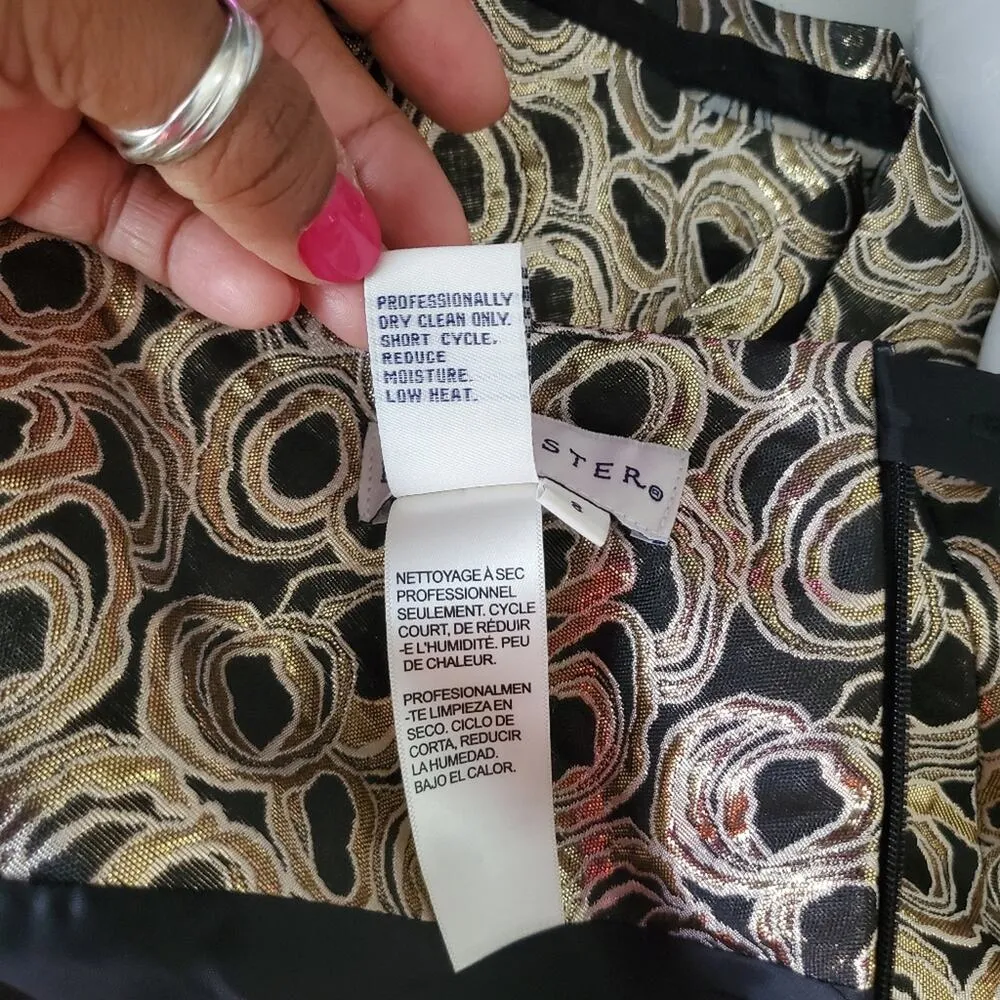 PROFESSIONALLY
DRY CLEAN ONLY.
SHORT CYCLE.
REDUCE
MOISTURE.
LOW HEAT.
STER®
8
NETTOYAGE À SEC
PROFESSIONNEL
SEULEMENT. CYCLE
COURT, DE RÉDUIR
-E L'HUMIDITÉ. PEU
DE CHALEUR.
PROFESIONALMEN
-TE LIMPIEZA EN
SECO. CICLO DE
CORTA, REDUCIR
LA HUMEDAD.
BAJO EL CALOR.